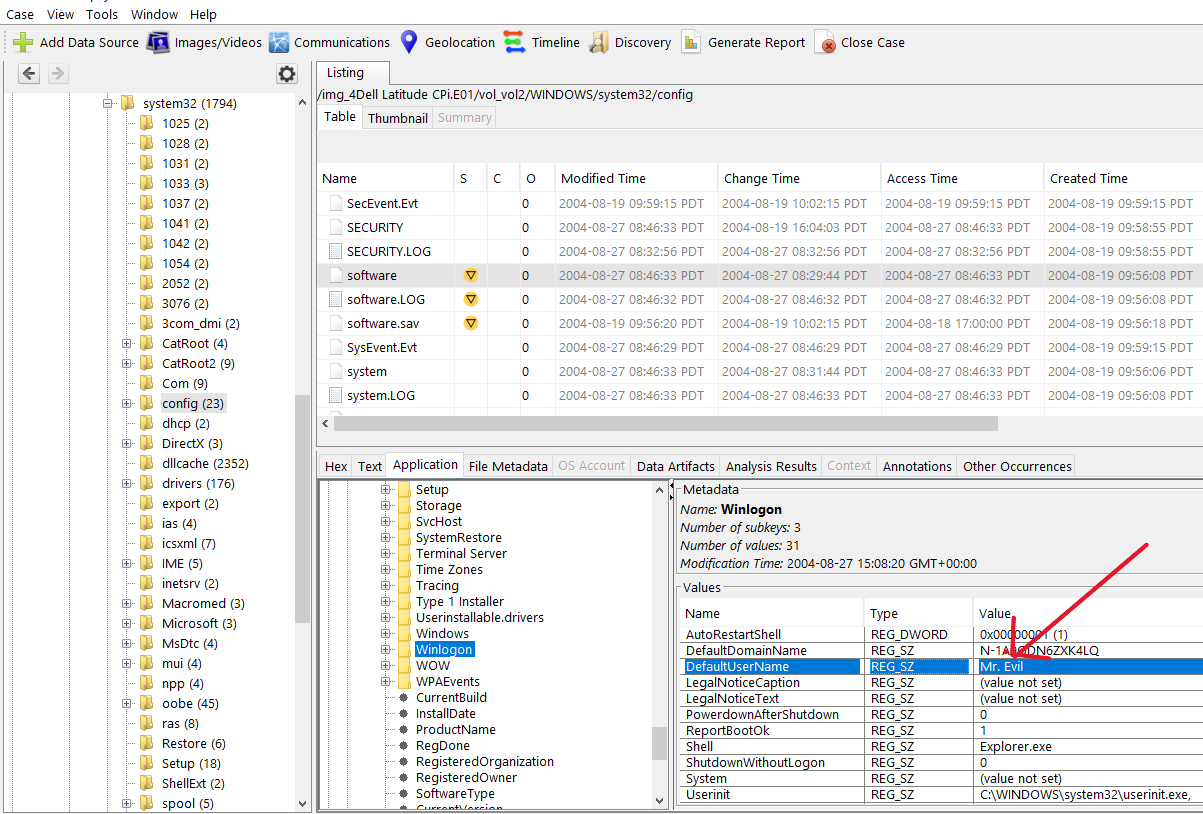 Case View Tools Window Help
Add Data Source Images/Videos Communications Geolocation Timeline Discovery Generate Report Close Case
system32 (1794)
1025 (2)
1028 (2)
1031 (2)
1033 (3)
1037 (2)
1041 (2)
1042 (2)
1054 (2)
2052 (2)
3076 (2)
3com_dmi (2)
CatRoot (4)
CatRoot2 (9)
Com (9)
config (23)
dhcp (2)
DirectX (3)
dllcache (2352)
drivers (176)
export (2)
ias (4)
icsxml (7)
IME (5)
inetsrv (2)
Macromed (3)
Microsoft (3)
MsDtc (4)
mui (4)
npp (4)
oobe (45)
ras (8)
Restore (6)
Setup (18)
ShellExt (2)
spool (5)
Listing
/img_4Dell Latitude CPi.E01/vol_vol2/WINDOWS/system32/config
Table Thumbnail Summary
Name S C O Modified Time Change Time Access Time Created Time
SecEvent.Evt 0 2004-08-19 09:59:15 PDT 2004-08-19 10:02:15 PDT 2004-08-19 09:59:15 PDT 2004-08-19 09:59:15 PDT
SECURITY 0 2004-08-27 08:46:33 PDT 2004-08-19 16:04:03 PDT 2004-08-27 08:46:33 PDT 2004-08-19 09:58:55 PDT
SECURITY.LOG 0 2004-08-27 08:32:56 PDT 2004-08-27 08:32:56 PDT 2004-08-27 08:32:56 PDT 2004-08-19 09:58:55 PDT
software 0 2004-08-27 08:46:33 PDT 2004-08-27 08:29:44 PDT 2004-08-27 08:46:33 PDT 2004-08-19 09:56:08 PDT
software.LOG 0 2004-08-27 08:46:32 PDT 2004-08-27 08:46:32 PDT 2004-08-27 08:46:32 PDT 2004-08-19 09:56:08 PDT
software.sav 0 2004-08-19 09:56:20 PDT 2004-08-19 10:02:15 PDT 2004-08-18 17:00:00 PDT 2004-08-19 09:56:18 PDT
SysEvent.Evt 0 2004-08-27 08:46:29 PDT 2004-08-27 08:46:29 PDT 2004-08-27 08:46:29 PDT 2004-08-19 09:59:15 PDT
system 0 2004-08-27 08:46:33 PDT 2004-08-27 08:31:44 PDT 2004-08-27 08:46:33 PDT 2004-08-19 09:56:06 PDT
system.LOG 0 2004-08-27 08:46:33 PDT 2004-08-27 08:46:33 PDT 2004-08-27 08:46:33 PDT 2004-08-19 09:56:08 PDT
Hex Text Application File Metadata OS Account Data Artifacts Analysis Results Context Annotations Other Occurrences
Setup
Storage
SvcHost
SystemRestore
Terminal Server
Time Zones
Tracing
Type 1 Installer
Userinstallable.drivers
Windows
Winlogon
WOW
WPAEvents
CurrentBuild
InstallDate
ProductName
RegDone
RegisteredOrganization
RegisteredOwner
SoftwareType
CurrentVersion
Metadata
Name: Winlogon
Number of subkeys: 3
Number of values: 31
Modification Time: 2004-08-27 15:08:20 GMT+00:00
Values
Name Type Value
AutoRestartShell REG_DWORD 0x00000001 (1)
DefaultDomainName REG_SZ
DefaultUserName REG_SZ Mr. Evil
LegalNoticeCaption REG_SZ (value not set)
LegalNoticeText REG_SZ (value not set)
PowerdownAfterShutdown REG_SZ 0
ReportBootOk REG_SZ 1
Shell REG_SZ Explorer.exe
ShutdownWithoutLogon REG_SZ 0
System REG_SZ (value not set)
Userinit REG_SZ C:\WINDOWS\system32\userinit.exe,